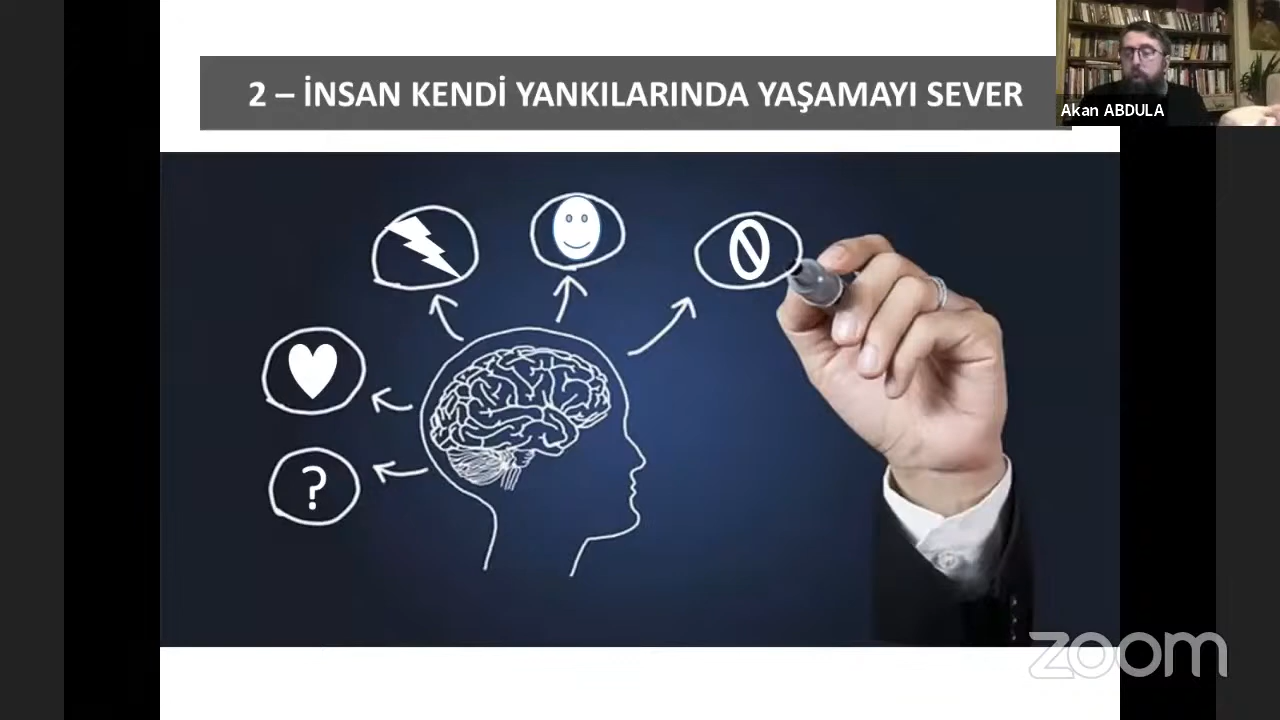 2 – İNSAN KENDİ YANKILARINDA YAŞAMAYI SEVER
Akan ABDULA
?
zoom